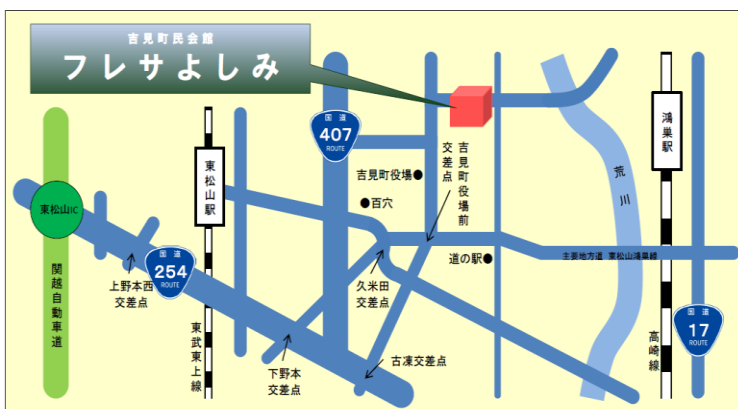 吉見町民会館
フレサよしみ
国道
407
ROUTE
鴻巣駅
吉見町役場前
交差点
東松山駅
吉見町役場●
●百穴
荒川
東松山IC
国道
254
ROUTE
上野本西
交差点
道の駅●
主要地方道 東松山鴻巣線
久米田
交差点
関越自動車道
国道
17
ROUTE
東武東上線
高崎線
下野本
交差点
古凍交差点